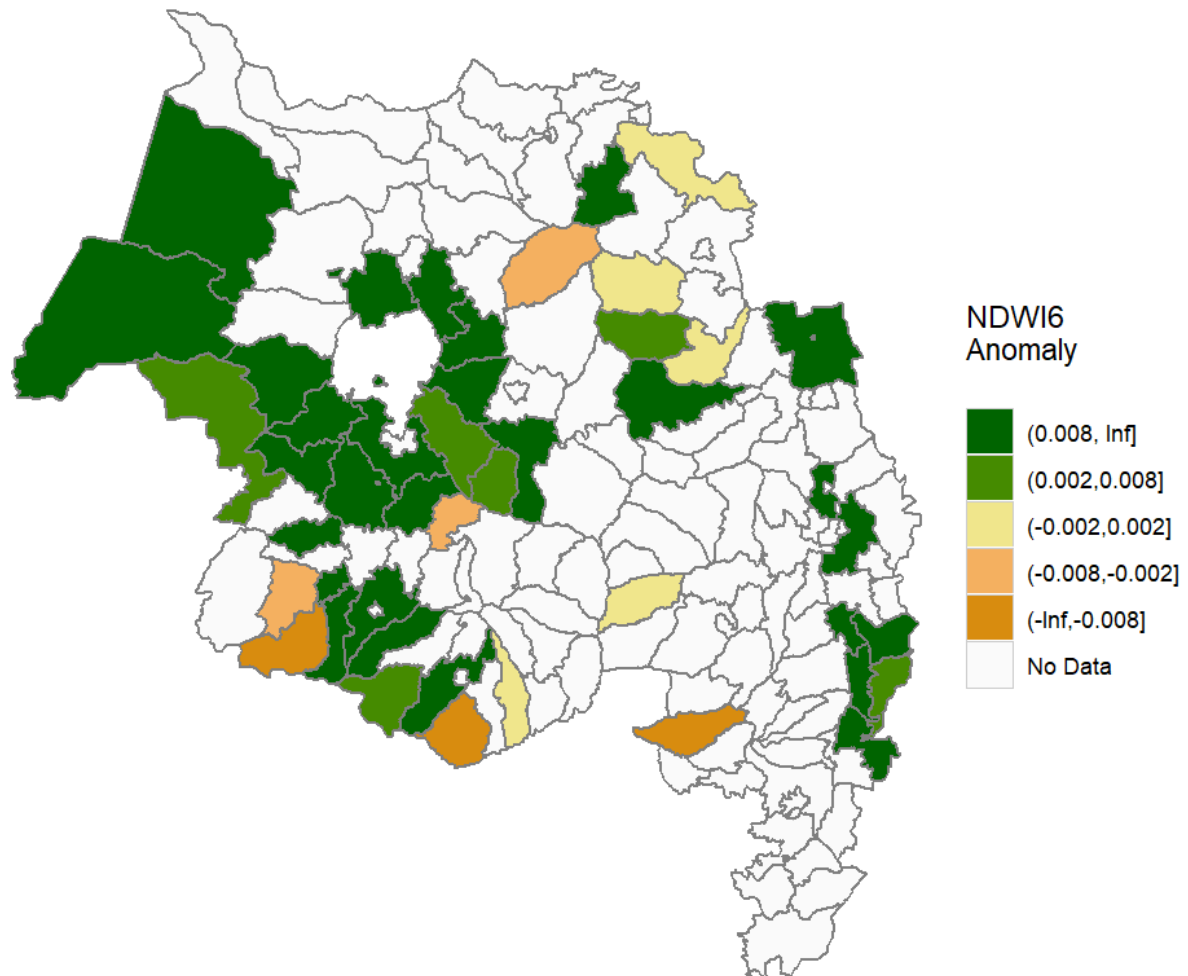 NDWI6
Anomaly
(0.008, Inf]
(0.002,0.008]
(-0.002,0.002]
(-0.008,-0.002]
(-Inf,-0.008]
No Data